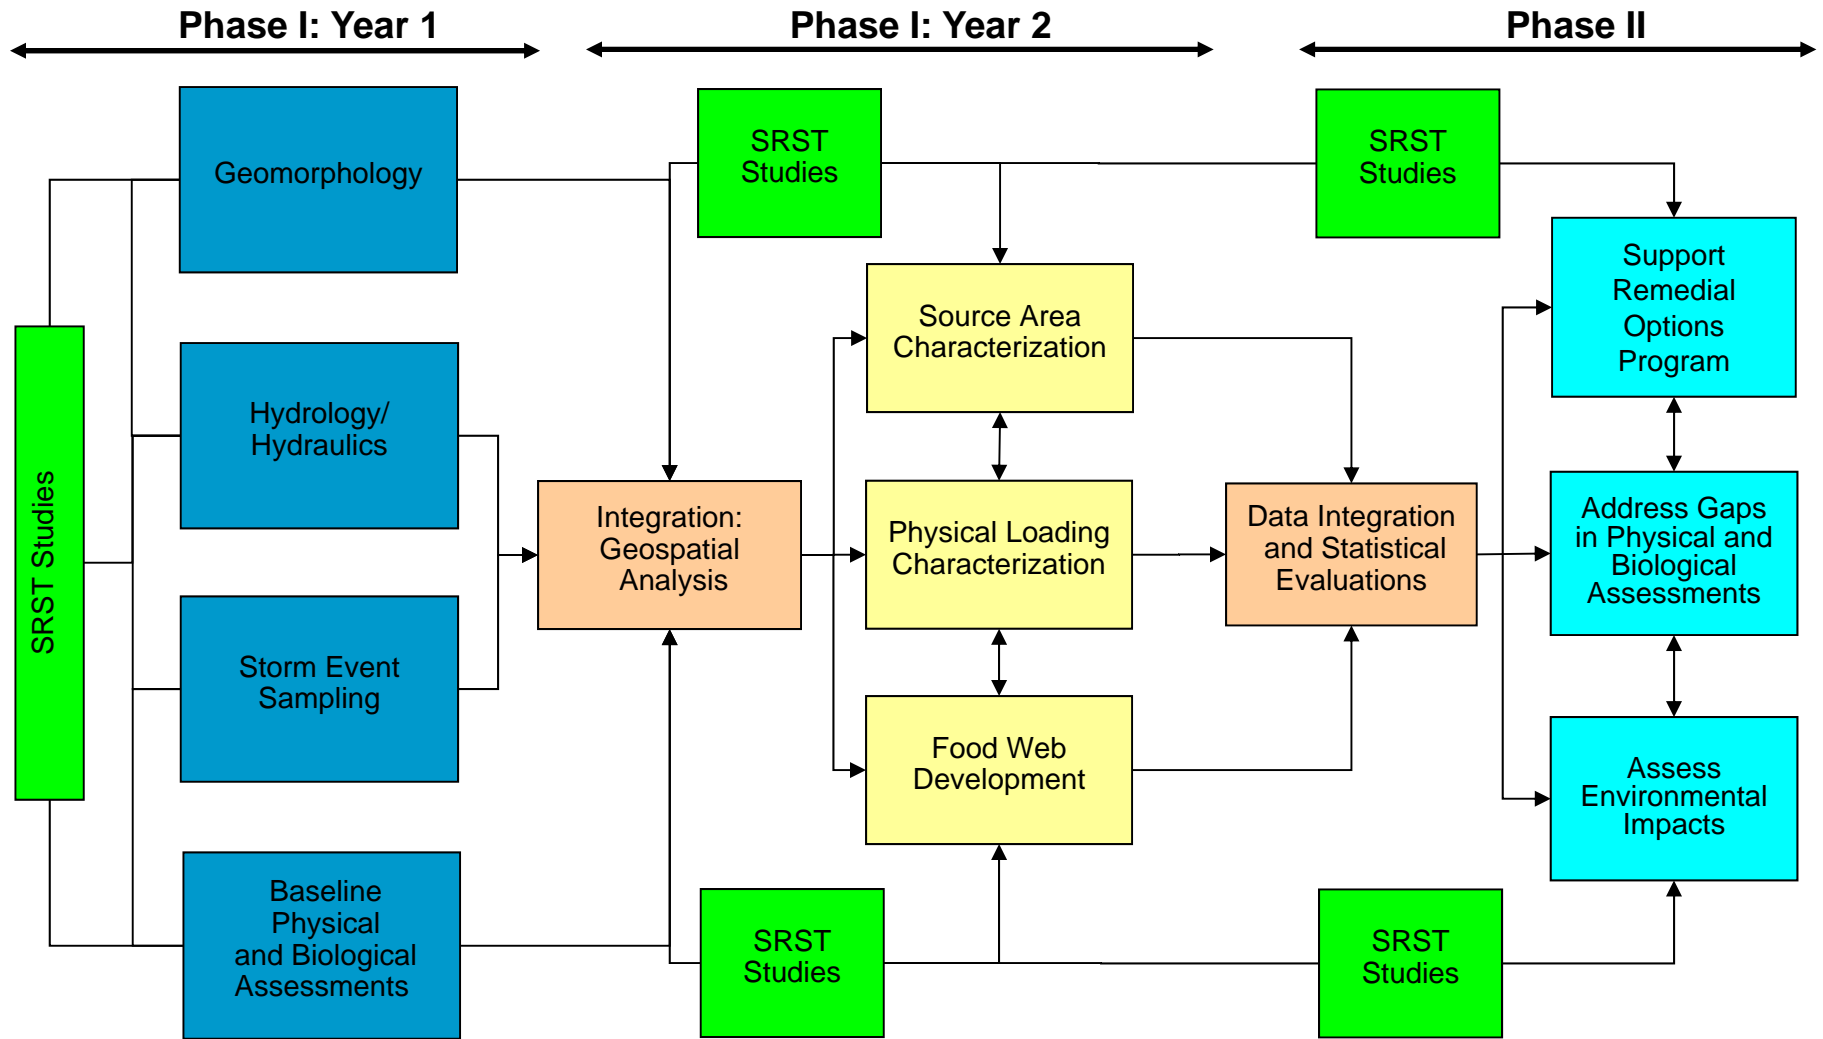 Phase I: Year 1
Phase I: Year 2
Phase II
SRST Studies
Geomorphology
Hydrology/
Hydraulics
Storm Event
Sampling
Baseline
Physical
and Biological
Assessments
Integration:
Geospatial
Analysis
SRST
Studies
Source Area
Characterization
Physical Loading
Characterization
Food Web
Development
SRST
Studies
Data Integration
and Statistical
Evaluations
SRST
Studies
Support
Remedial
Options
Program
Address Gaps
in Physical and
Biological
Assessments
Assess
Environmental
Impacts
SRST
Studies